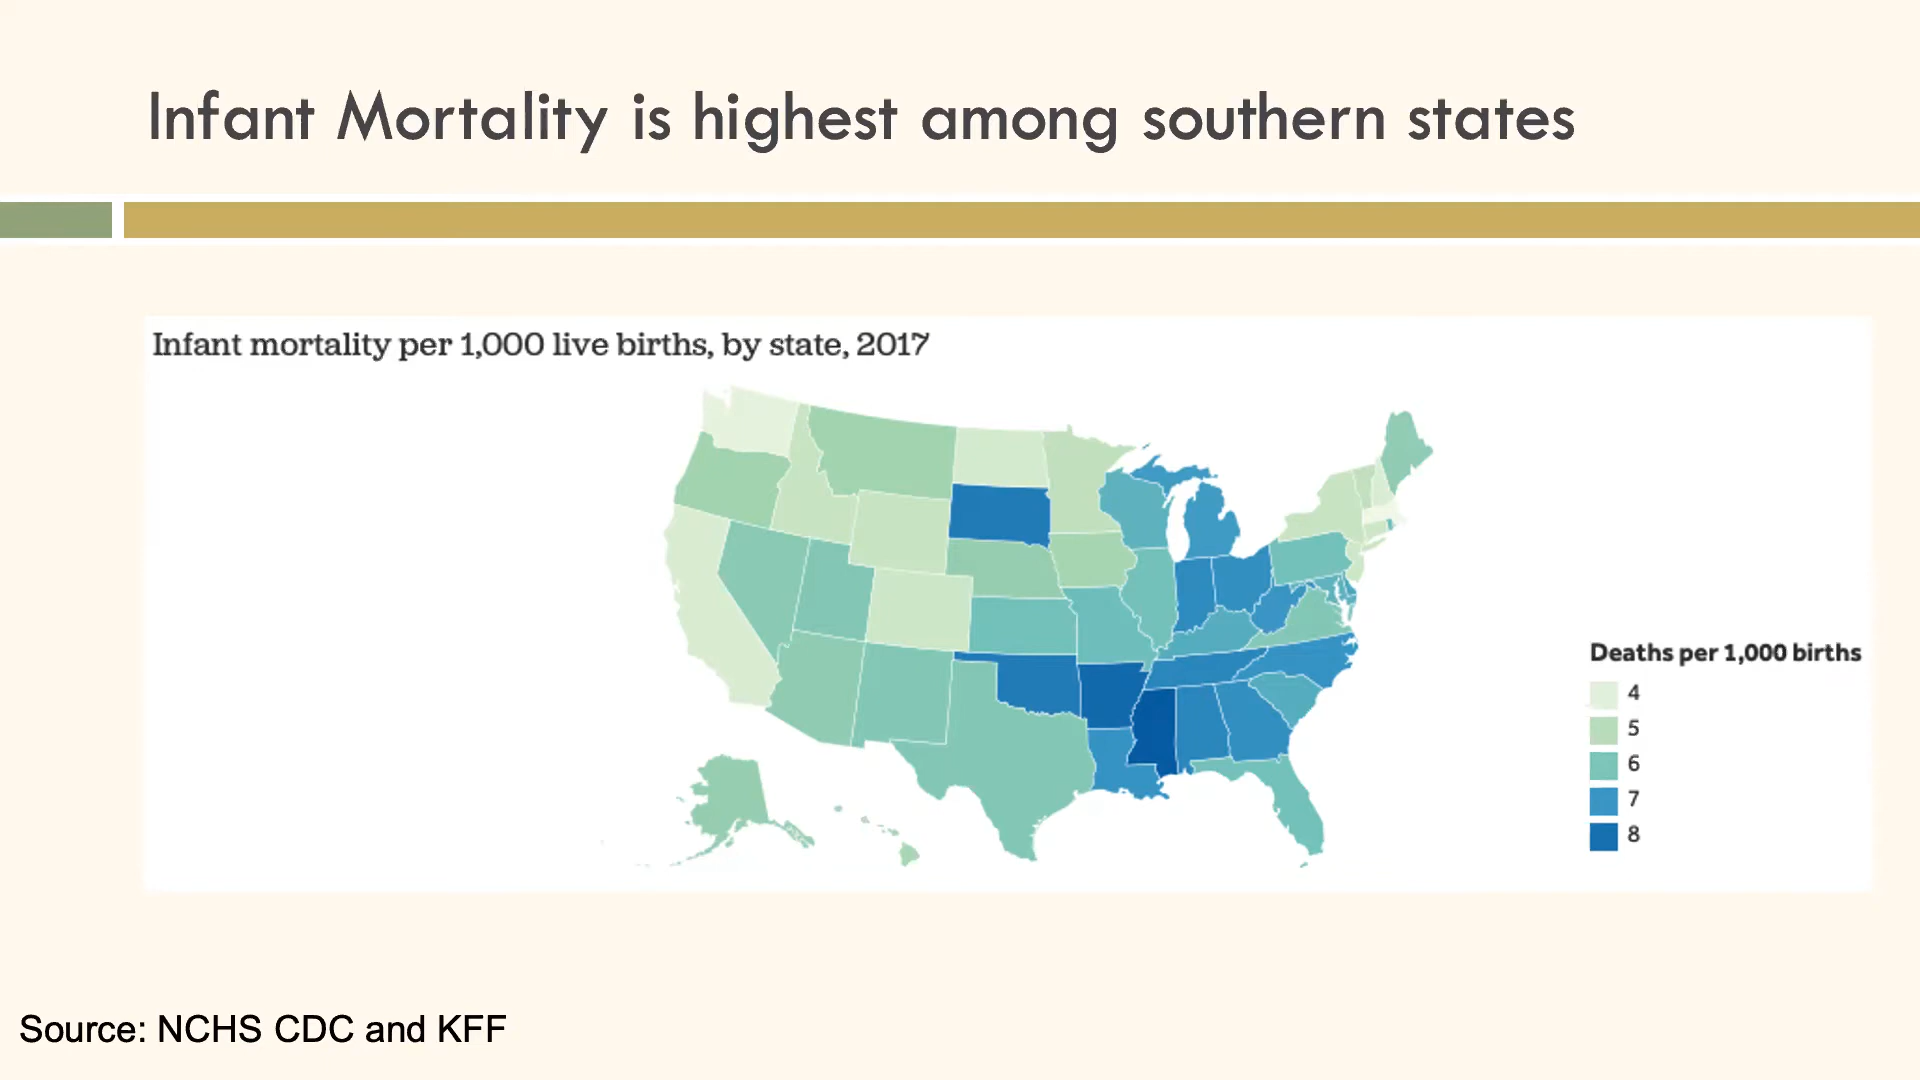 Infant Mortality is highest among southern states
Infant mortality per 1,000 live births, by state, 2017
Deaths per 1,000 births
4
5
6
7
8
Source: NCHS CDC and KFF